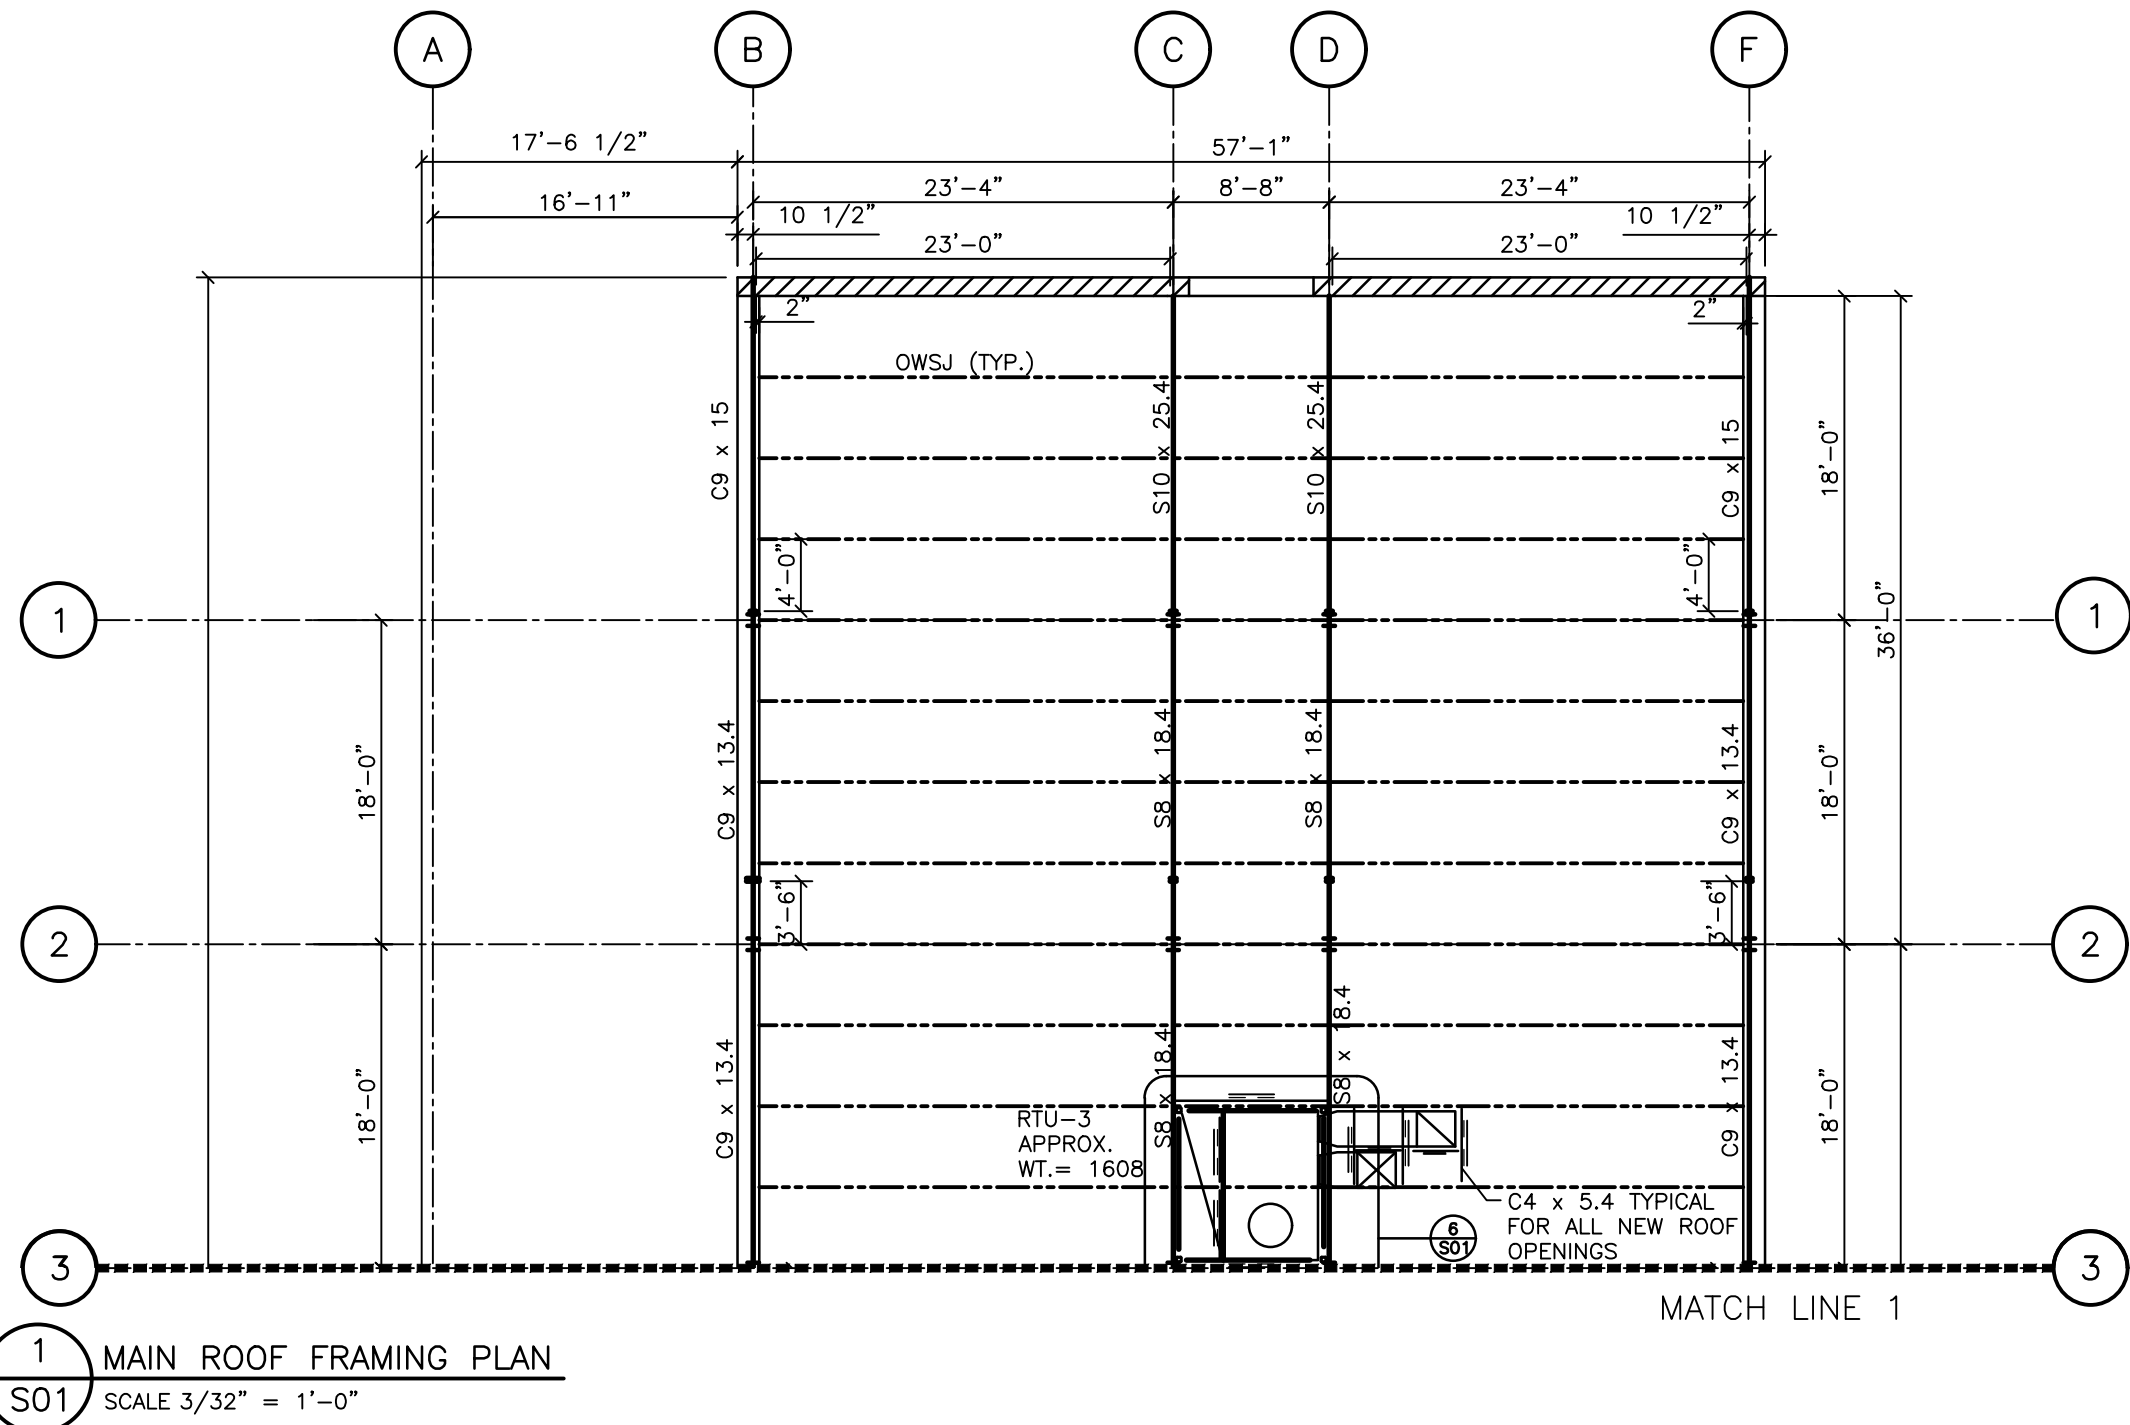 A B C D F
17'-6 1/2" 57'-1"
23'-4" 8'-8" 23'-4"
16'-11" 10 1/2" 10 1/2"
23'-0" 23'-0"
2" 2"
OWSJ (TYP.)
C9 x 15
S10 x 25.4
S10 x 25.4
C9 x 15
18'-0"
4'-0"
4'-0"
1
1
36'-0"
18'-0"
C9 x 13.4
S8 x 18.4
S8 x 18.4
C9 x 13.4
18'-0"
3'-6"
3'-6"
2
2
18'-0"
C9 x 13.4
S8 x 18.4
S8 x 18.4
C9 x 13.4
18'-0"
RTU-3
APPROX.
WT.= 1608
C4 x 5.4 TYPICAL
FOR ALL NEW ROOF
OPENINGS
6
S01
3
3
MATCH LINE 1
1
S01
MAIN ROOF FRAMING PLAN
SCALE 3/32" = 1'-0"